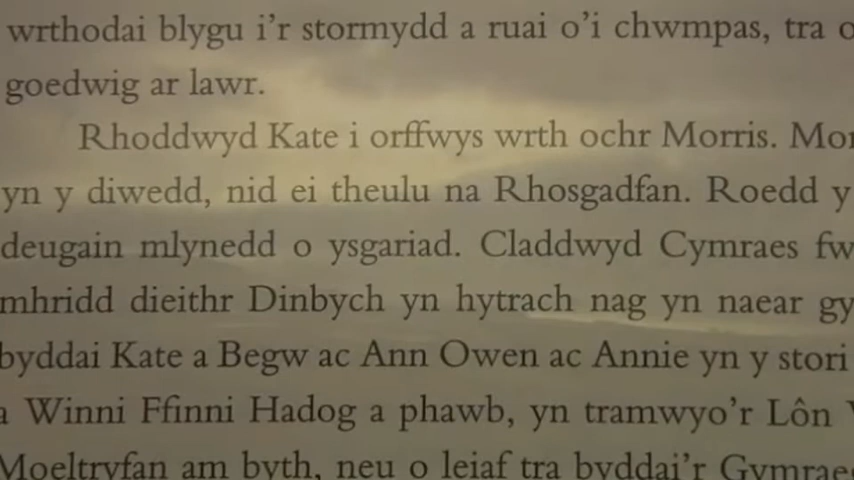 wrthodai blygu i'r stormydd a ruai o'i chwmpas, tra
goedwig ar lawr.
Rhoddwyd Kate i orffwys wrth ochr Morris.
yn y diwedd, nid ei theulu na Rhosgadfan. Roedd y
deugain mlynedd o ysgariad. Claddwyd Cymraes
mhridd dieithr Dinbych yn hytrach nag yn naear
byddai Kate a Begw ac Ann Owen ac Annie yn y stori
a Winni Ffinni Hadog a phawb, yn tramwyo'r Lôn
Moeltryfan am byth, neu o leiaf tra byddai'r